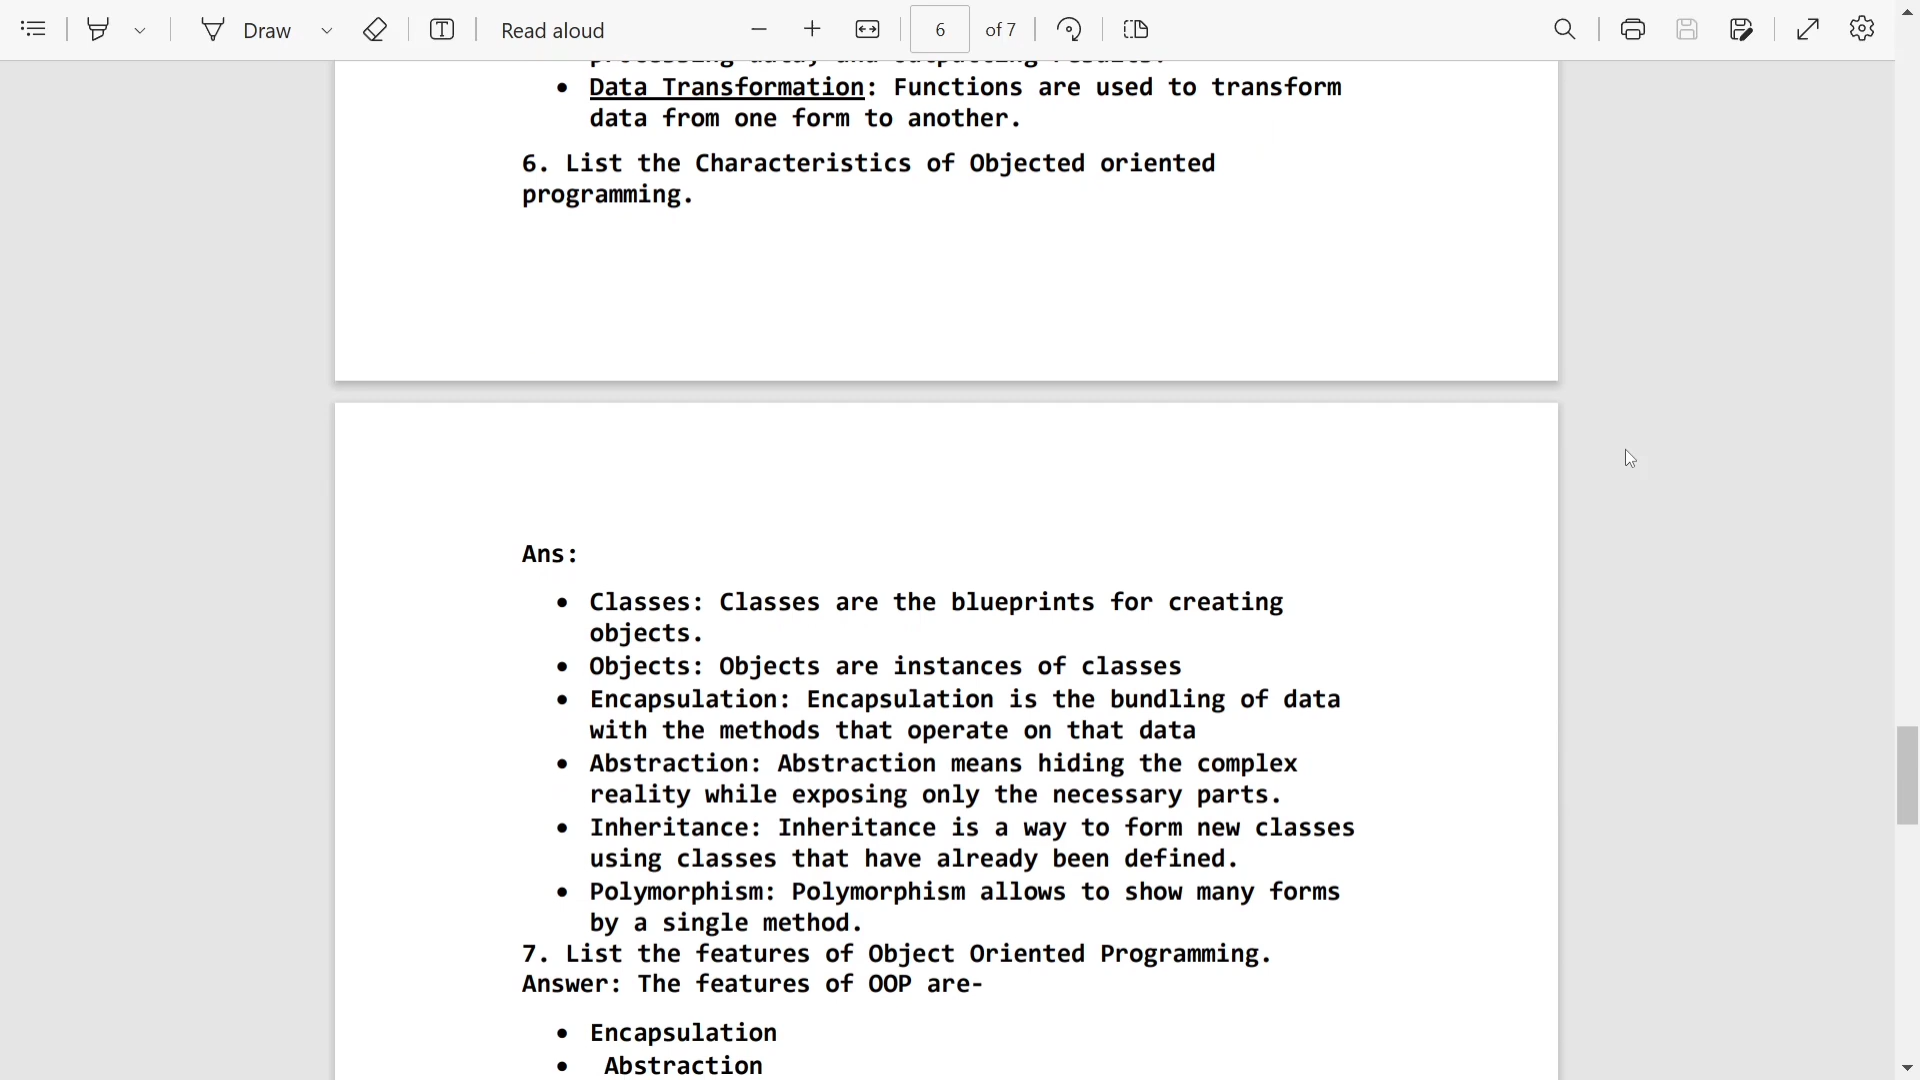 Draw
Read aloud
6
of 7
• Data Transformation: Functions are used to transform
data from one form to another.
6. List the Characteristics of Objected oriented
programming.
Ans:
• Classes: Classes are the blueprints for creating
objects.
• Objects: Objects are instances of classes
• Encapsulation: Encapsulation is the bundling of data
with the methods that operate on that data
• Abstraction: Abstraction means hiding the complex
reality while exposing only the necessary parts.
• Inheritance: Inheritance is a way to form new classes
using classes that have already been defined.
• Polymorphism: Polymorphism allows to show many forms
by a single method.
7. List the features of Object Oriented Programming.
Answer: The features of OOP are-
• Encapsulation
• Abstraction